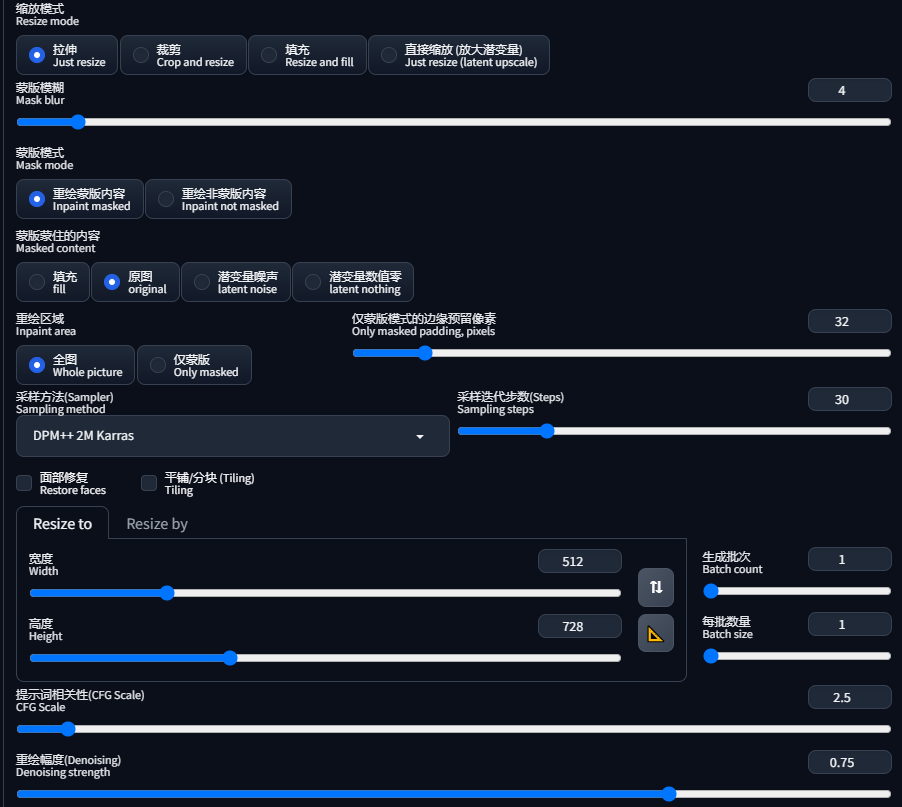 缩放模式
Resize mode
拉伸
Just resize
裁剪
Crop and resize
填充
Resize and fill
直接缩放 (放大潜变量)
Just resize (latent upscale)
蒙版模糊
Mask blur
4
蒙版模式
Mask mode
重绘蒙版内容
Inpaint masked
重绘非蒙版内容
Inpaint not masked
蒙版蒙住的内容
Masked content
填充
fill
原图
original
潜变量噪声
latent noise
潜变量数值零
latent nothing
重绘区域
Inpaint area
全图
Whole picture
仅蒙版
Only masked
仅蒙版模式的边缘预留像素
Only masked padding, pixels
32
采样方法(Sampler)
Sampling method
DPM++ 2M Karras
采样迭代步数(Steps)
Sampling steps
30
面部修复
Restore faces
平铺/分块 (Tiling)
Tiling
Resize to
Resize by
宽度
Width
512
高度
Height
728
生成批次
Batch count
1
每批数量
Batch size
1
提示词相关性(CFG Scale)
CFG Scale
2.5
重绘幅度(Denoising)
Denoising strength
0.75